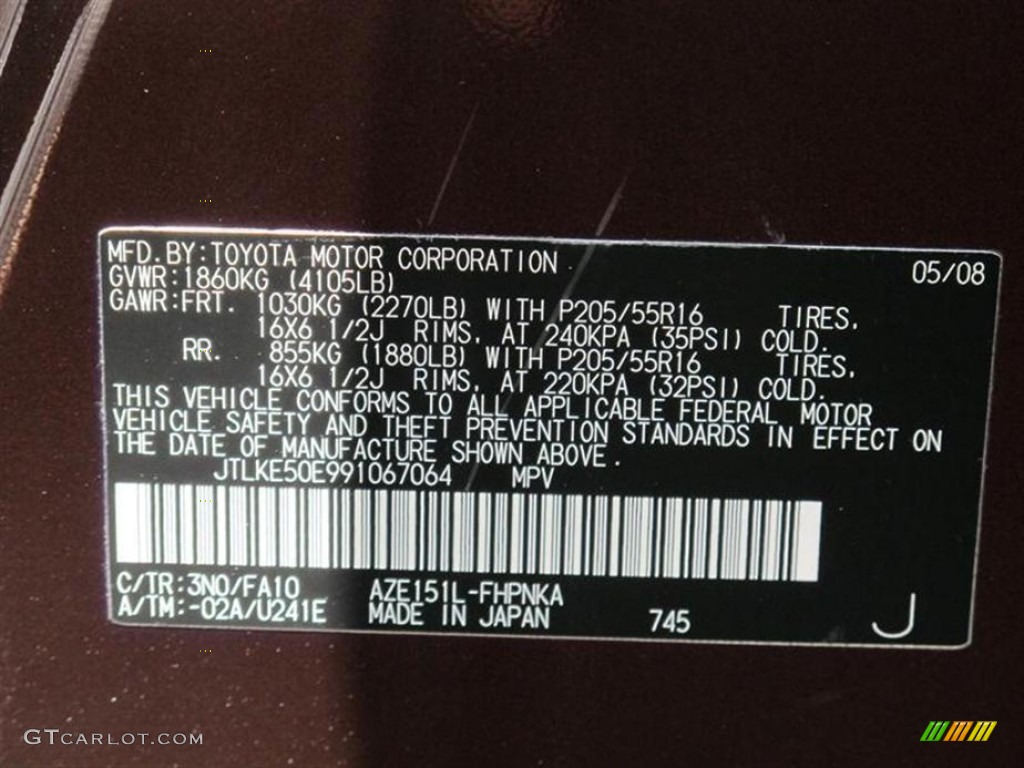 MFD. BY: TOYOTA MOTOR CORPORATION 05/08
GVWR: 1860KG (4105LB)
GAWR: FRT. 1030KG (2270LB) WITH P205/55R16 TIRES.
16X6 1/2J RIMS. AT 240KPA (35PSI) COLD.
RR. 855KG (1880LB) WITH P205/55R16 TIRES.
16X6 1/2J RIMS. AT 220KPA (32PSI) COLD.
THIS VEHICLE CONFORMS TO ALL APPLICABLE FEDERAL MOTOR
VEHICLE SAFETY AND THEFT PREVENTION STANDARDS IN EFFECT ON
THE DATE OF MANUFACTURE SHOWN ABOVE.
JTLKE50E991067064 MPV
C/TR: 3N0/FA10 AZE151L-FHPNKA
A/TM: -02A/U241E MADE IN JAPAN 745 J
GTCARLOT.COM